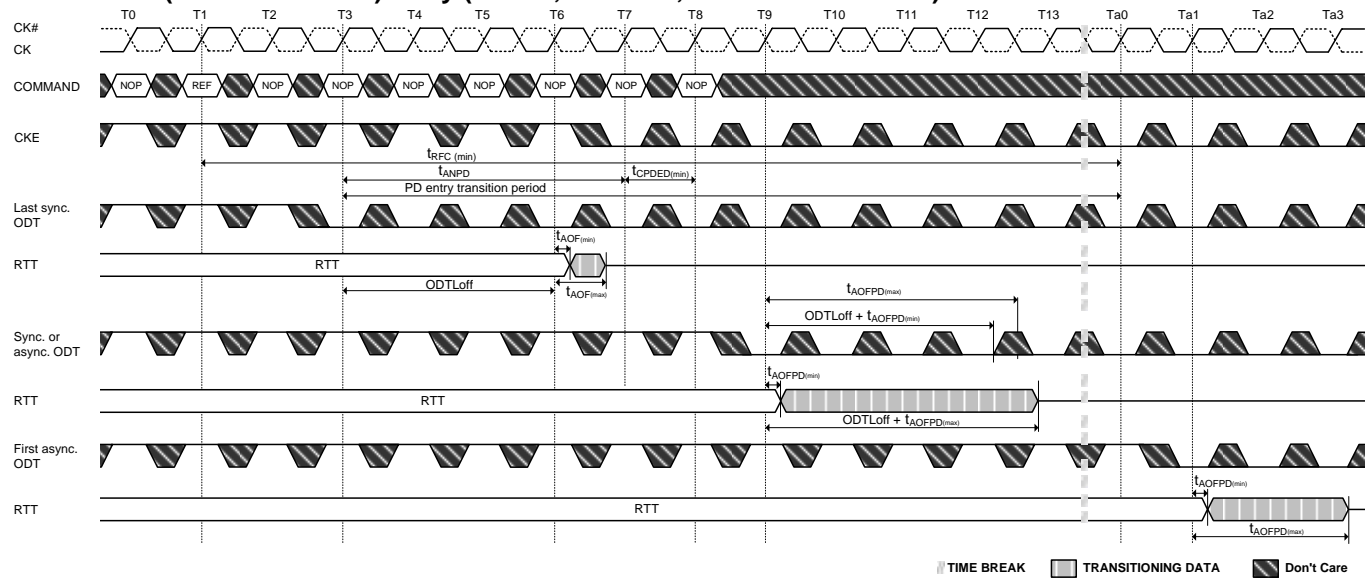 T0 T1 T2 T3 T4 T5 T6 T7 T8 T9 T10 T11 T12 T13 Ta0 Ta1 Ta2 Ta3
CK#
CK
COMMAND NOP REF NOP NOP NOP NOP NOP NOP NOP
CKE
tRFC (min)
tANPD tCPDED(min)
PD entry transition period
Last sync.
ODT
tAOF(min)
RTT RTT
ODTLoff tAOF(max)
tAOFPD(max)
ODTLoff + tAOFPD(min)
Sync. or
async. ODT
tAOFPD(min)
RTT RTT
ODTLoff + tAOFPD(max)
First async.
ODT
tAOFPD(min)
RTT RTT
tAOFPD(max)
TIME BREAK TRANSITIONING DATA Don't Care